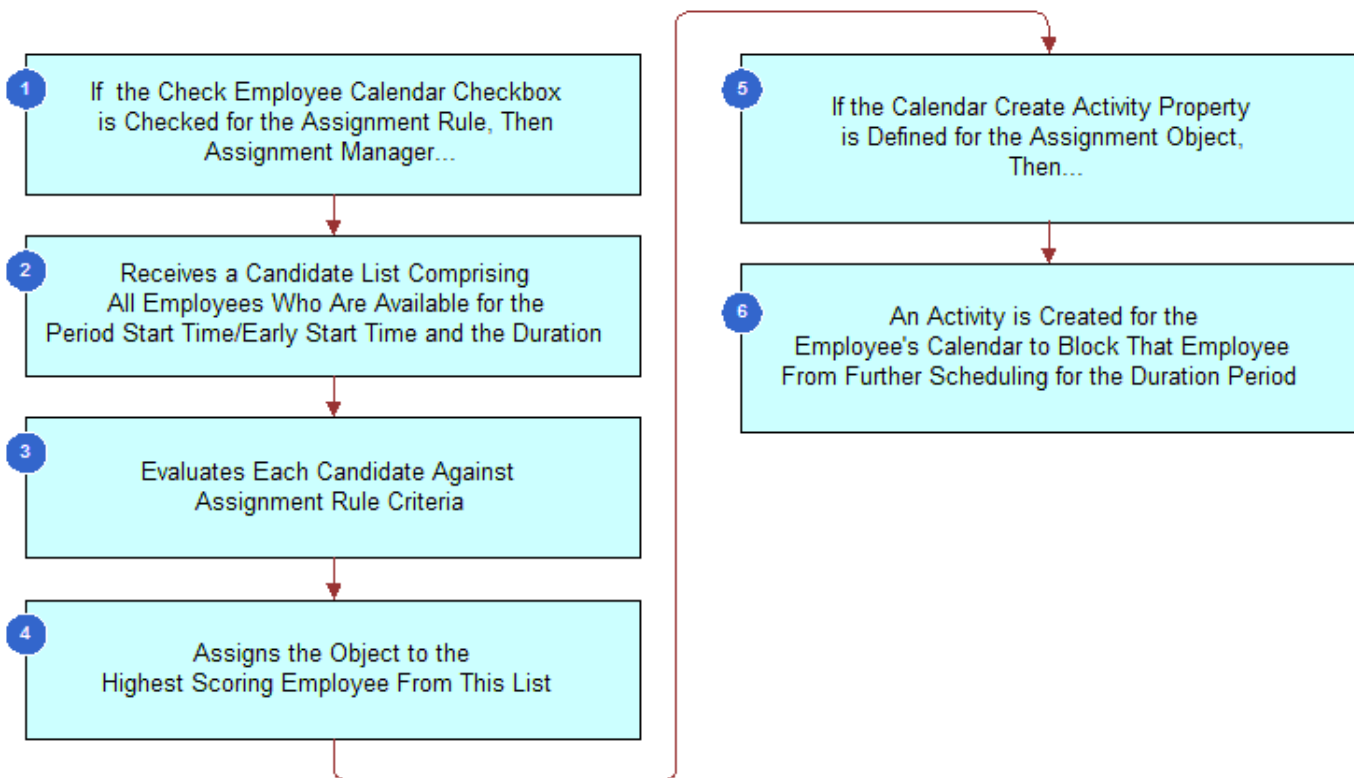 1
If the Check Employee Calendar Checkbox
is Checked for the Assignment Rule, Then
Assignment Manager...
2
Receives a Candidate List Comprising
All Employees Who Are Available for the
Period Start Time/Early Start Time and the Duration
3
Evaluates Each Candidate Against
Assignment Rule Criteria
4
Assigns the Object to the
Highest Scoring Employee From This List
5
If the Calendar Create Activity Property
is Defined for the Assignment Object,
Then...
6
An Activity is Created for the
Employee's Calendar to Block That Employee
From Further Scheduling for the Duration Period